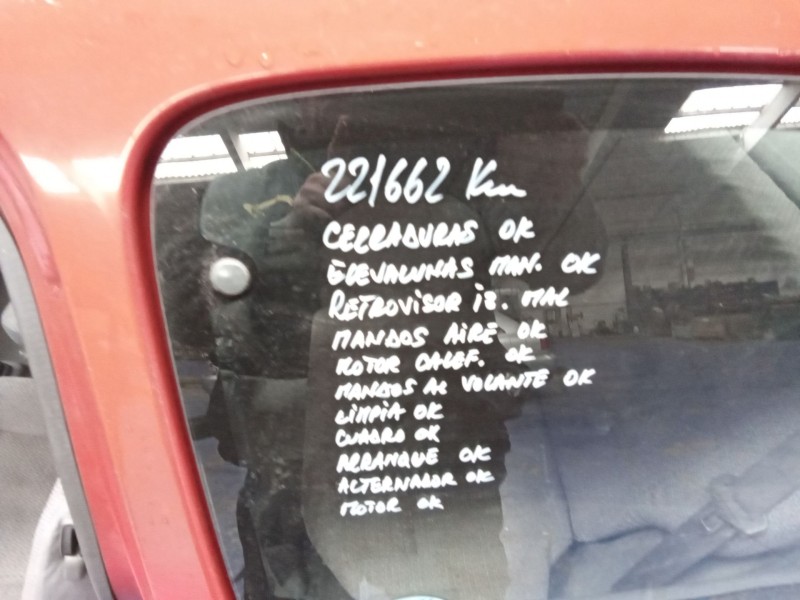 221662 Km
CERRADURAS OK
ELEVALUNAS MAN. OK
RETROVISOR IZ. MAL
MANDOS AIRE OK
MOTOR CALEF. OK
MANDOS AL VOLANTE OK
LIMPIA OK
CUADRO OK
ARRANQUE OK
ALTERNADOR OK
MOTOR OK